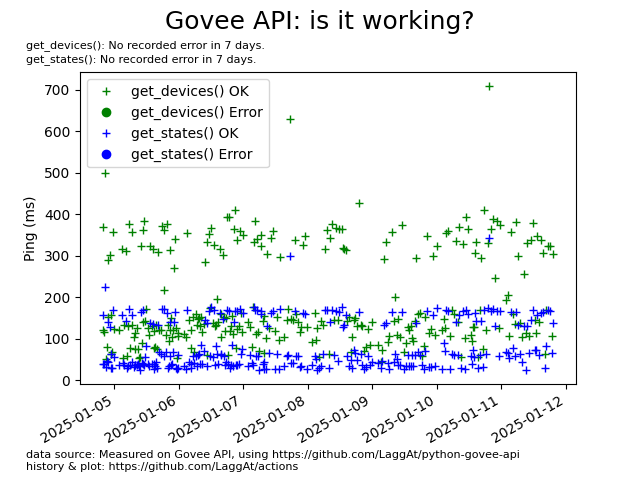 Govee API: is it working?
get_devices(): No recorded error in 7 days.
get_states(): No recorded error in 7 days.
get_devices() OK
get_devices() Error
get_states() OK
get_states() Error
Ping (ms)
700
600
500
400
300
200
100
0
2025-01-05
2025-01-06
2025-01-07
2025-01-08
2025-01-09
2025-01-10
2025-01-11
2025-01-12
data source: Measured on Govee API, using https://github.com/LaggAt/python-govee-api
history & plot: https://github.com/LaggAt/actions